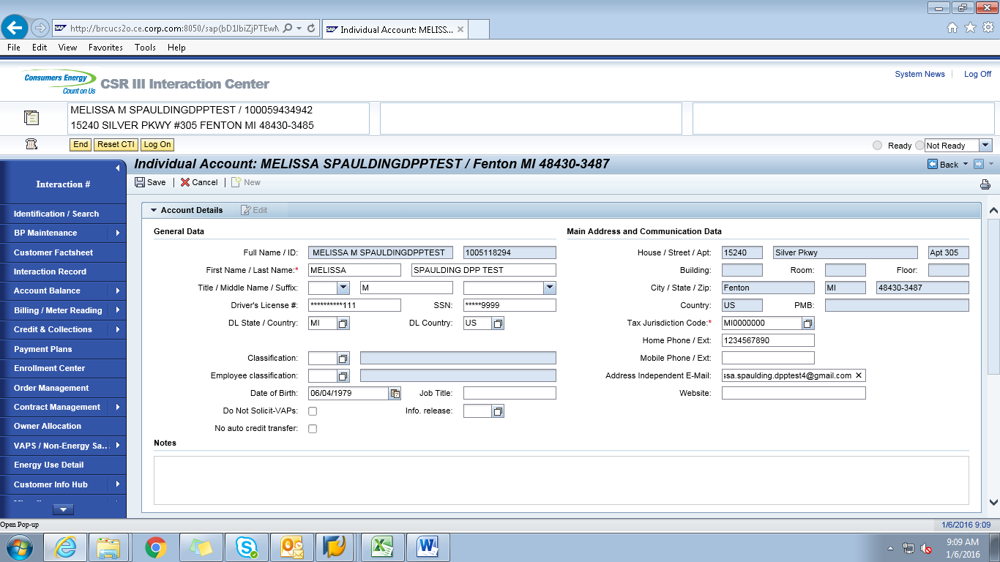 http://brcucs2o.ce.corp.com:8050/sap(bD1lbiZjPTEwN
Individual Account: MELISS...
File Edit View Favorites Tools Help
Consumers Energy
Count on Us
CSR III Interaction Center
System News | Log Off
MELISSA M SPAULDINGDPPTEST / 100059434942
15240 SILVER PKWY #305 FENTON MI 48430-3485
End Reset CTI Log On
Ready Not Ready
Individual Account: MELISSA SPAULDINGDPPTEST / Fenton MI 48430-3487
Back
Save Cancel New
Interaction #
Identification / Search
BP Maintenance
Customer Factsheet
Interaction Record
Account Balance
Billing / Meter Reading
Credit & Collections
Payment Plans
Enrollment Center
Order Management
Contract Management
Owner Allocation
VAPS / Non-Energy Sa...
Energy Use Detail
Customer Info Hub
Account Details Edit
General Data
Full Name / ID: MELISSA M SPAULDINGDPPTEST 1005118294
First Name / Last Name:* MELISSA SPAULDING DPP TEST
Title / Middle Name / Suffix: M
Driver's License #: **********111 SSN: *****9999
DL State / Country: MI DL Country: US
Classification:
Employee classification:
Date of Birth: 06/04/1979 Job Title:
Do Not Solicit-VAPs: Info. release:
No auto credit transfer:
Main Address and Communication Data
House / Street / Apt: 15240 Silver Pkwy Apt 305
Building: Room: Floor:
City / State / Zip: Fenton MI 48430-3487
Country: US PMB:
Tax Jurisdiction Code:* MI0000000
Home Phone / Ext: 1234567890
Mobile Phone / Ext:
Address Independent E-Mail: ssa.spaulding.dpptest4@gmail.com
Website:
Notes
Open Pop-up
1/6/2016 9:09
9:09 AM
1/6/2016